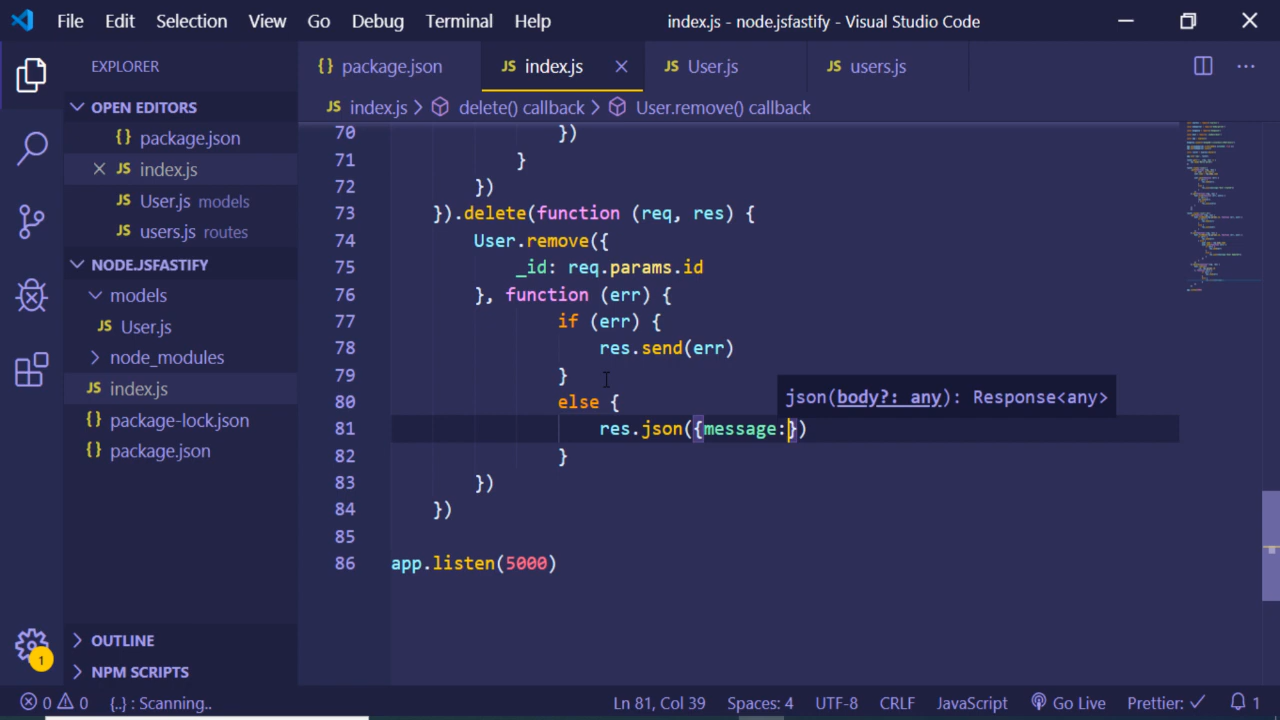 File Edit Selection View Go Debug Terminal Help index.js - node.jsfastify - Visual Studio Code
EXPLORER
OPEN EDITORS
{} package.json
JS index.js
JS User.js models
JS users.js routes
NODE.JSFASTIFY
models
JS User.js
node_modules
JS index.js
{} package-lock.json
{} package.json
OUTLINE
NPM SCRIPTS
1
{} package.json JS index.js JS User.js JS users.js
JS index.js > delete() callback > User.remove() callback
70 })
71 }
72 })
73 }).delete(function (req, res) {
74 User.remove({
75 _id: req.params.id
76 }, function (err) {
77 if (err) {
78 res.send(err)
79 }
80 else {
json(body?: any): Response<any>
81 res.json({message:})
82 }
83 })
84 })
85
86 app.listen(5000)
0 0 {..} : Scanning.. Ln 81, Col 39 Spaces: 4 UTF-8 CRLF JavaScript Go Live Prettier: ✓ 1